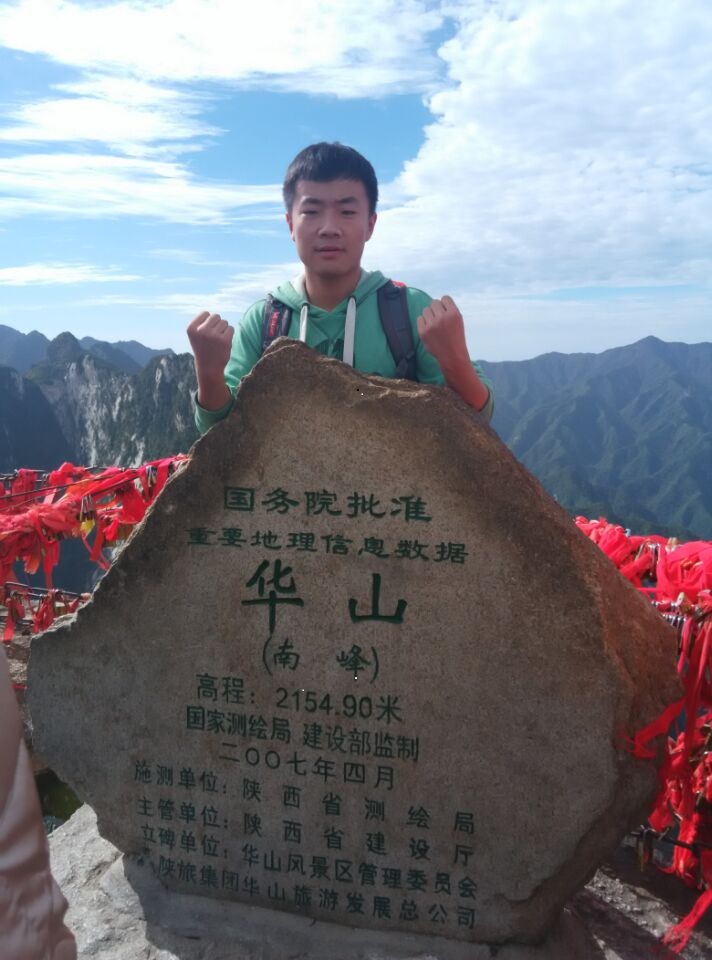 国务院批准
重要地理信息数据
华 山
(南 峰)
高程：2154.90米
国家测绘局 建设部监制
二〇〇七年四月
施测单位：陕西省测绘局
主管单位：陕西省建设厅
立碑单位：华山风景区管理委员会
陕旅集团华山旅游发展总公司